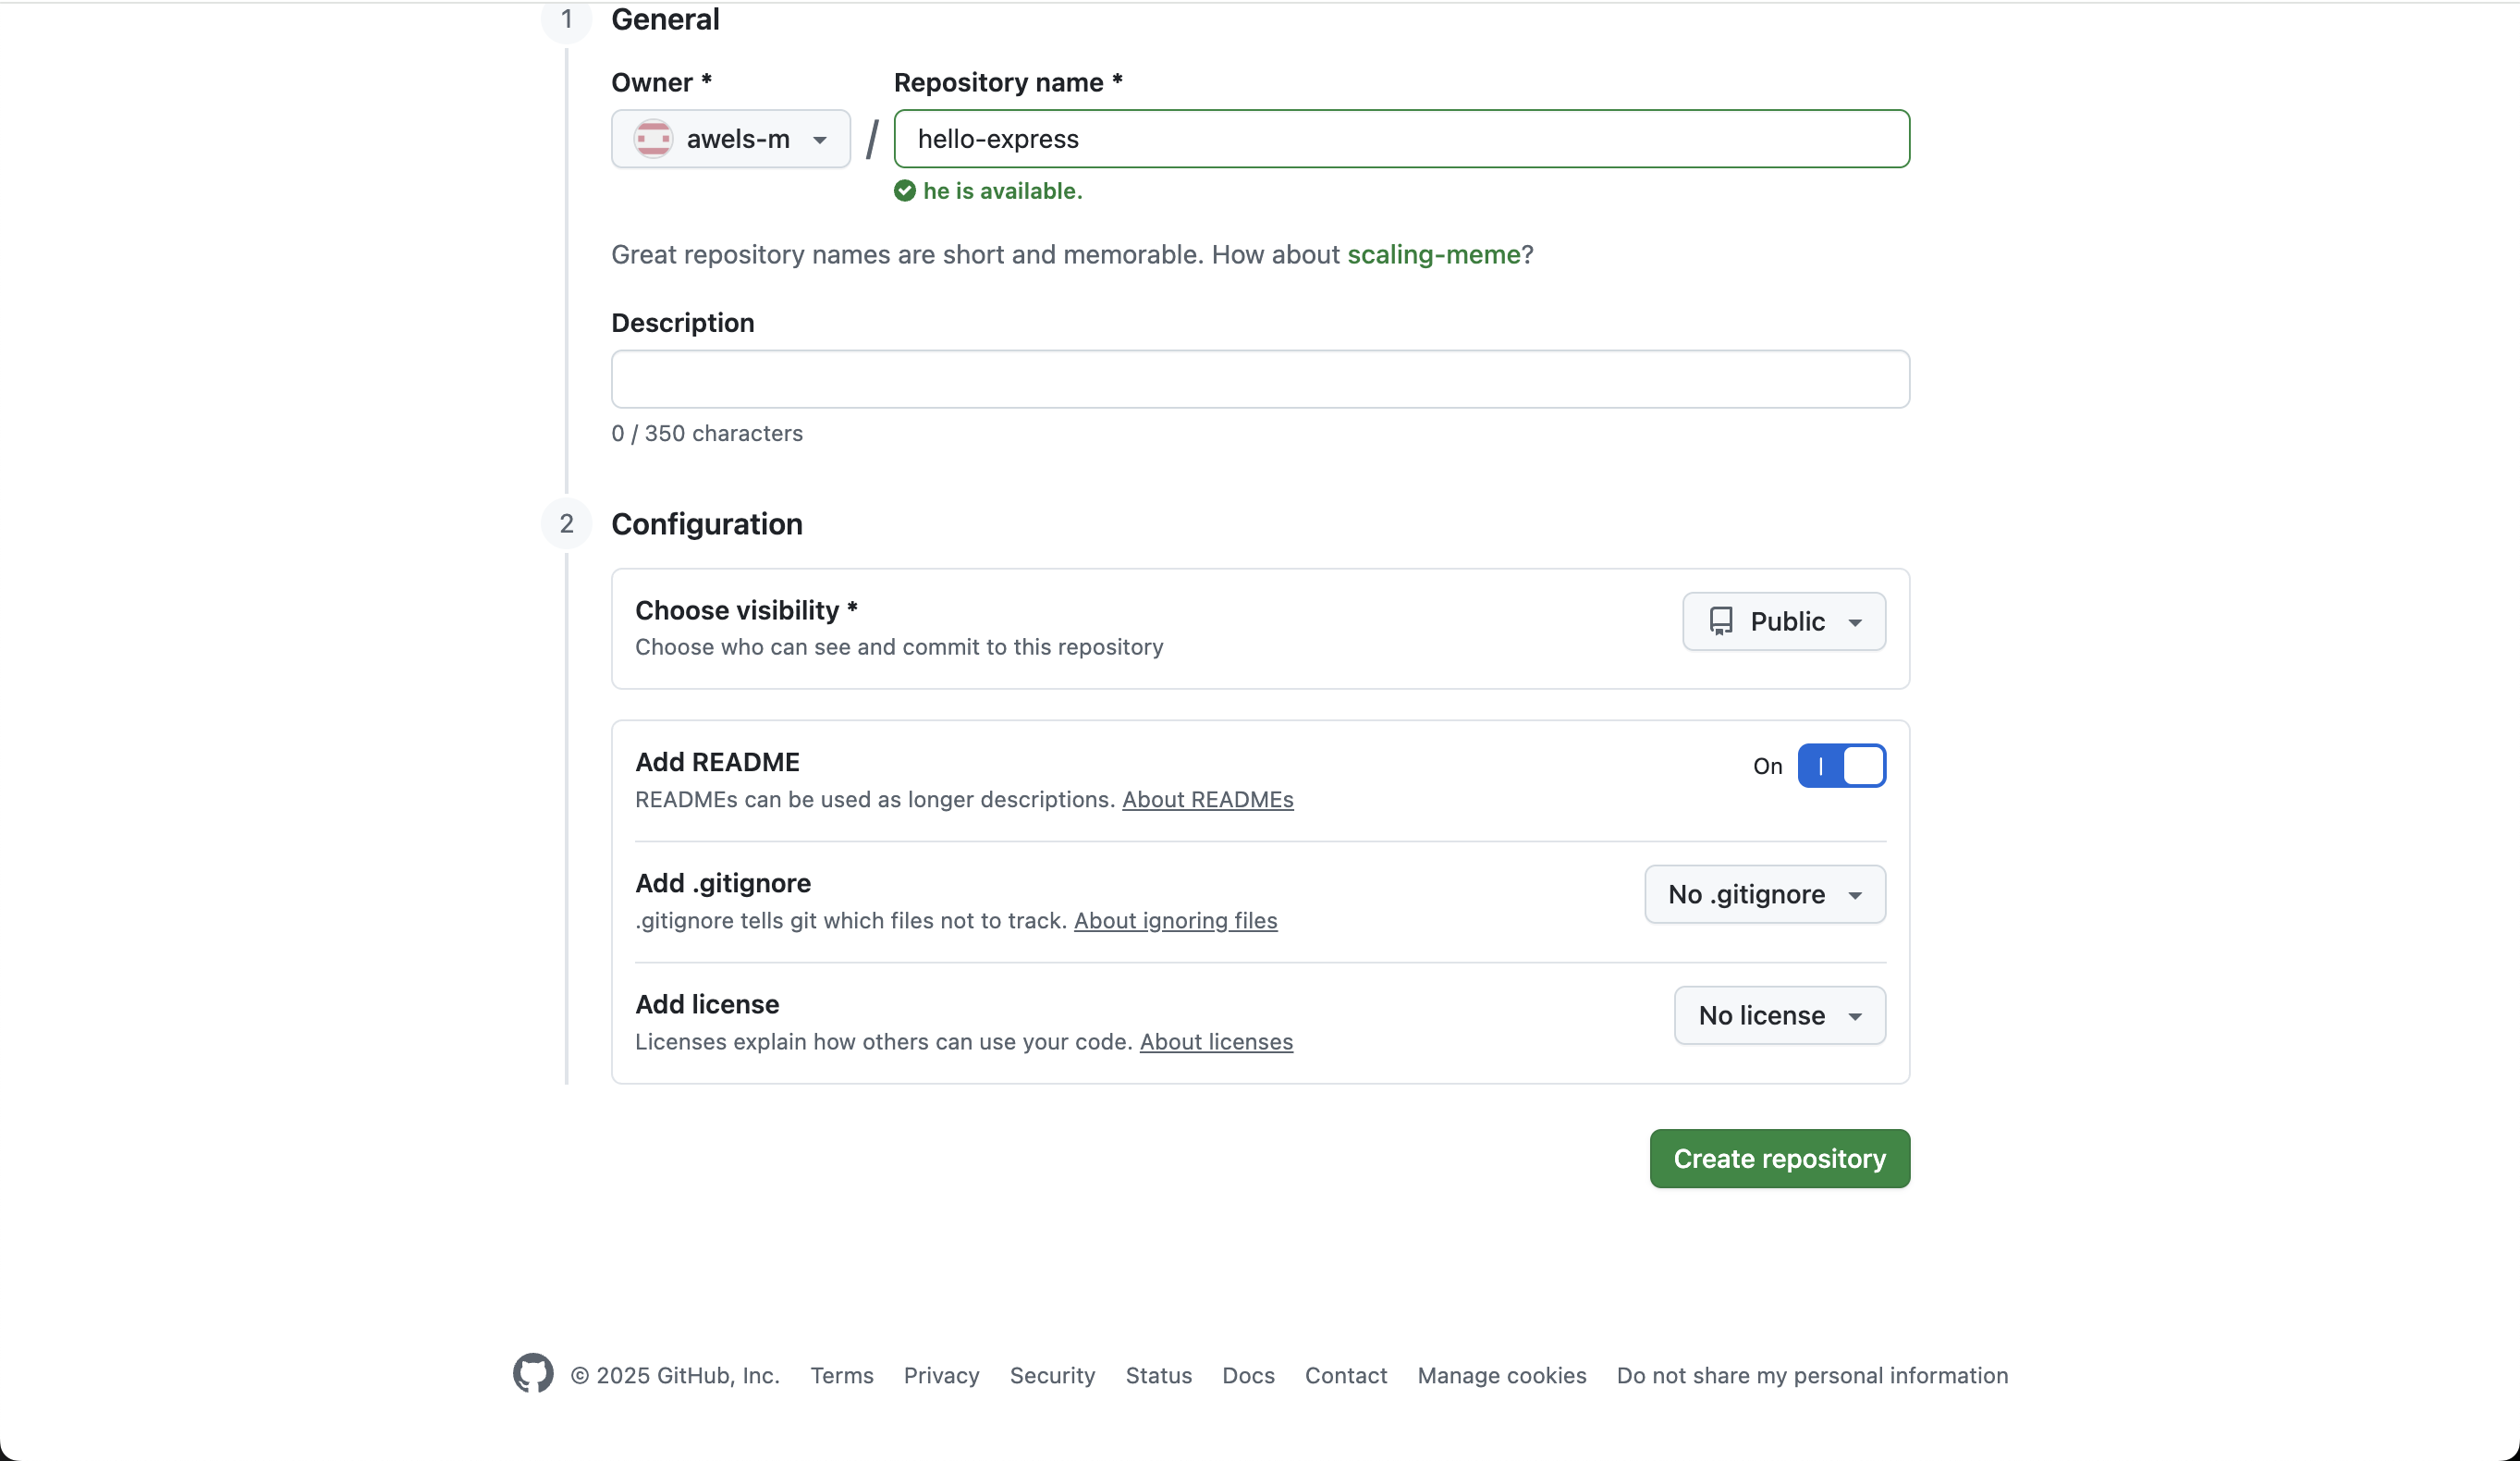 1 General
Owner * Repository name *
awels-m / hello-express
he is available.
Great repository names are short and memorable. How about scaling-meme?
Description
0 / 350 characters
2 Configuration
Choose visibility * Public
Choose who can see and commit to this repository
Add README On
READMEs can be used as longer descriptions. About READMEs
Add .gitignore No .gitignore
.gitignore tells git which files not to track. About ignoring files
Add license No license
Licenses explain how others can use your code. About licenses
Create repository
© 2025 GitHub, Inc. Terms Privacy Security Status Docs Contact Manage cookies Do not share my personal information